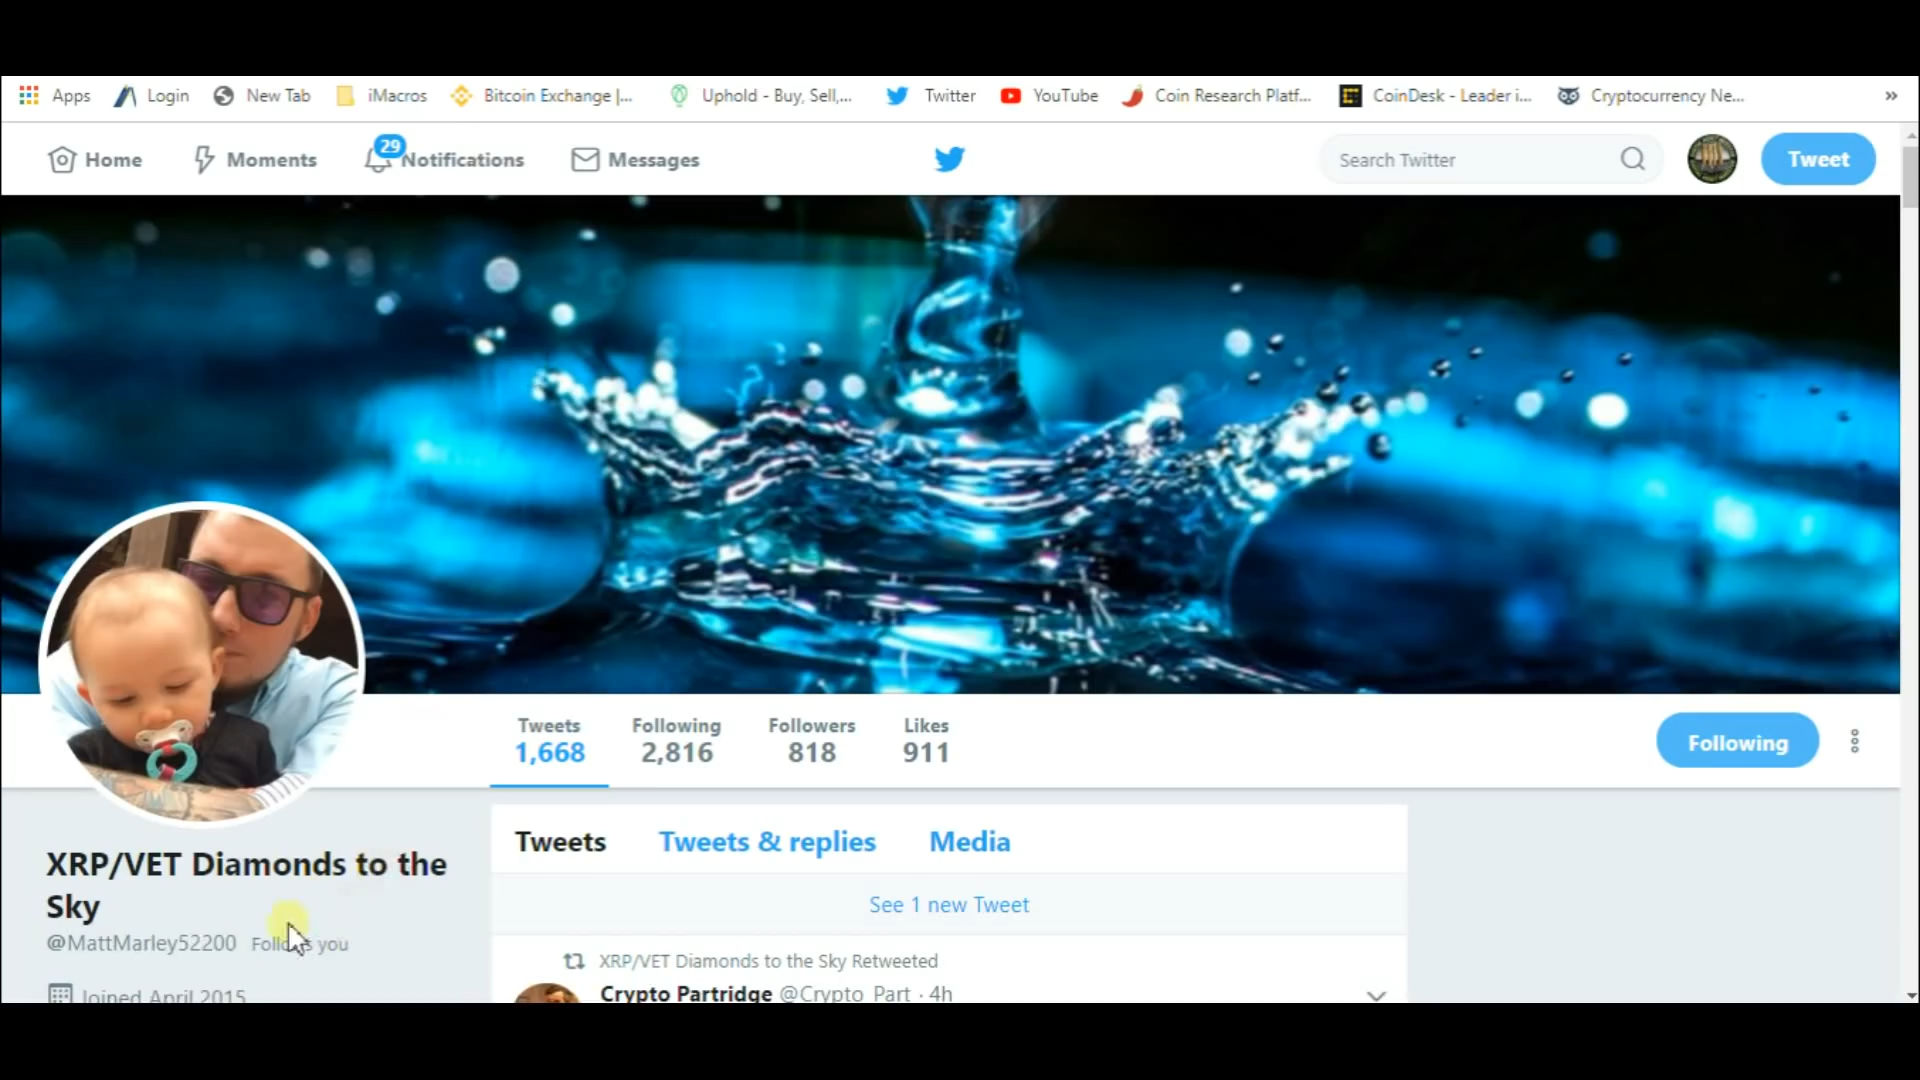 Apps Login New Tab iMacros Bitcoin Exchange |... Uphold - Buy, Sell,... Twitter YouTube Coin Research Platf... CoinDesk - Leader i... Cryptocurrency Ne... »
Home Moments 29 Notifications Messages Search Twitter Tweet
Tweets Following Followers Likes
1,668 2,816 818 911
Following
Tweets Tweets & replies Media
XRP/VET Diamonds to the
Sky
See 1 new Tweet
@MattMarley52200 Follows you
XRP/VET Diamonds to the Sky Retweeted
Joined April 2015
Crypto Partridge @Crypto_Part · 4h